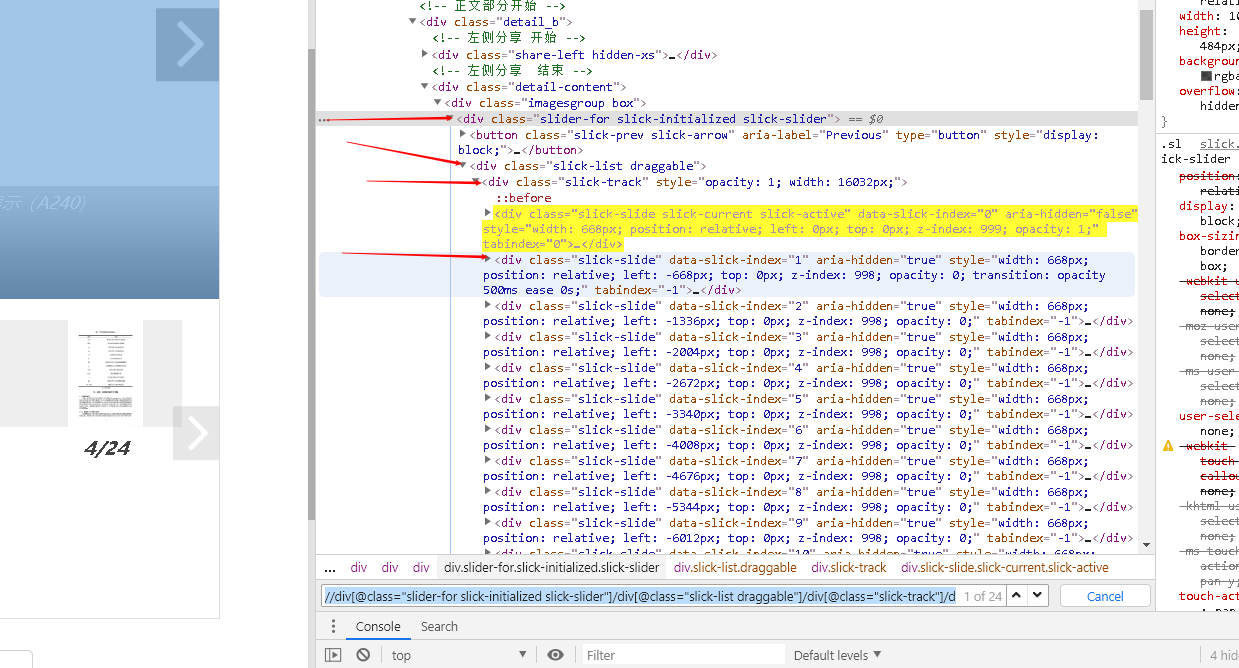 展示 (A240)
4/24
<!-- 正文部分开始 -->
▼<div class="detail_b">
<!-- 左侧分享 开始 -->
▶<div class="share-left hidden-xs">…</div>
<!-- 左侧分享 结束 -->
▼<div class="detail-content">
▼<div class="imagesgroup box">
…▼<div class="slider-for slick-initialized slick-slider"> == $0
▶<button class="slick-prev slick-arrow" aria-label="Previous" type="button" style="display:
block;">…</button>
▼<div class="slick-list draggable">
▼<div class="slick-track" style="opacity: 1; width: 16032px;">
::before
▶<div class="slick-slide slick-current slick-active" data-slick-index="0" aria-hidden="false"
style="width: 668px; position: relative; left: 0px; top: 0px; z-index: 999; opacity: 1;"
tabindex="0">…</div>
▶<div class="slick-slide" data-slick-index="1" aria-hidden="true" style="width: 668px;
position: relative; left: -668px; top: 0px; z-index: 998; opacity: 0; transition: opacity
500ms ease 0s;" tabindex="-1">…</div>
▶<div class="slick-slide" data-slick-index="2" aria-hidden="true" style="width: 668px;
position: relative; left: -1336px; top: 0px; z-index: 998; opacity: 0;" tabindex="-1">…</div>
▶<div class="slick-slide" data-slick-index="3" aria-hidden="true" style="width: 668px;
position: relative; left: -2004px; top: 0px; z-index: 998; opacity: 0;" tabindex="-1">…</div>
▶<div class="slick-slide" data-slick-index="4" aria-hidden="true" style="width: 668px;
position: relative; left: -2672px; top: 0px; z-index: 998; opacity: 0;" tabindex="-1">…</div>
▶<div class="slick-slide" data-slick-index="5" aria-hidden="true" style="width: 668px;
position: relative; left: -3340px; top: 0px; z-index: 998; opacity: 0;" tabindex="-1">…</div>
▶<div class="slick-slide" data-slick-index="6" aria-hidden="true" style="width: 668px;
position: relative; left: -4008px; top: 0px; z-index: 998; opacity: 0;" tabindex="-1">…</div>
▶<div class="slick-slide" data-slick-index="7" aria-hidden="true" style="width: 668px;
position: relative; left: -4676px; top: 0px; z-index: 998; opacity: 0;" tabindex="-1">…</div>
▶<div class="slick-slide" data-slick-index="8" aria-hidden="true" style="width: 668px;
position: relative; left: -5344px; top: 0px; z-index: 998; opacity: 0;" tabindex="-1">…</div>
▶<div class="slick-slide" data-slick-index="9" aria-hidden="true" style="width: 668px;
position: relative; left: -6012px; top: 0px; z-index: 998; opacity: 0;" tabindex="-1">…</div>
▶<div class="slick-slide" data-slick-index="10" aria-hidden="true" style="width: 668px;
... div div div div.slider-for.slick-initialized.slick-slider div.slick-list.draggable div.slick-track div.slick-slide.slick-current.slick-active
//div[@class="slider-for slick-initialized slick-slider"]/div[@class="slick-list draggable"]/div[@class="slick-track"]/d 1 of 24 Cancel
Console Search
top Filter Default levels ▼ 4 hid
relati
width: 10
height:
484px;
background
rgba
overflow:
hidden
}
.sl slick.
ick-slider
position:
relati
display:
block;
box-sizin
border
box;
-webkit-u
select
none;
-moz-user
select
none;
-ms-user-
select
none;
user-sele
none;
-webkit-
touch-
callou
none;
-khtml-us
select
none;
-ms-touch
action
pan-y;
touch-act